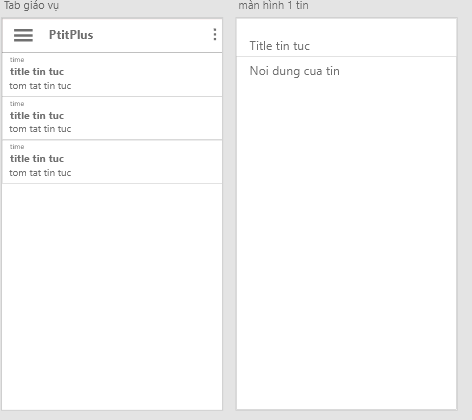 Tab giáo vụ
PtitPlus
time
title tin tuc
tom tat tin tuc
time
title tin tuc
tom tat tin tuc
time
title tin tuc
tom tat tin tuc
màn hình 1 tin
Title tin tuc
Noi dung cua tin